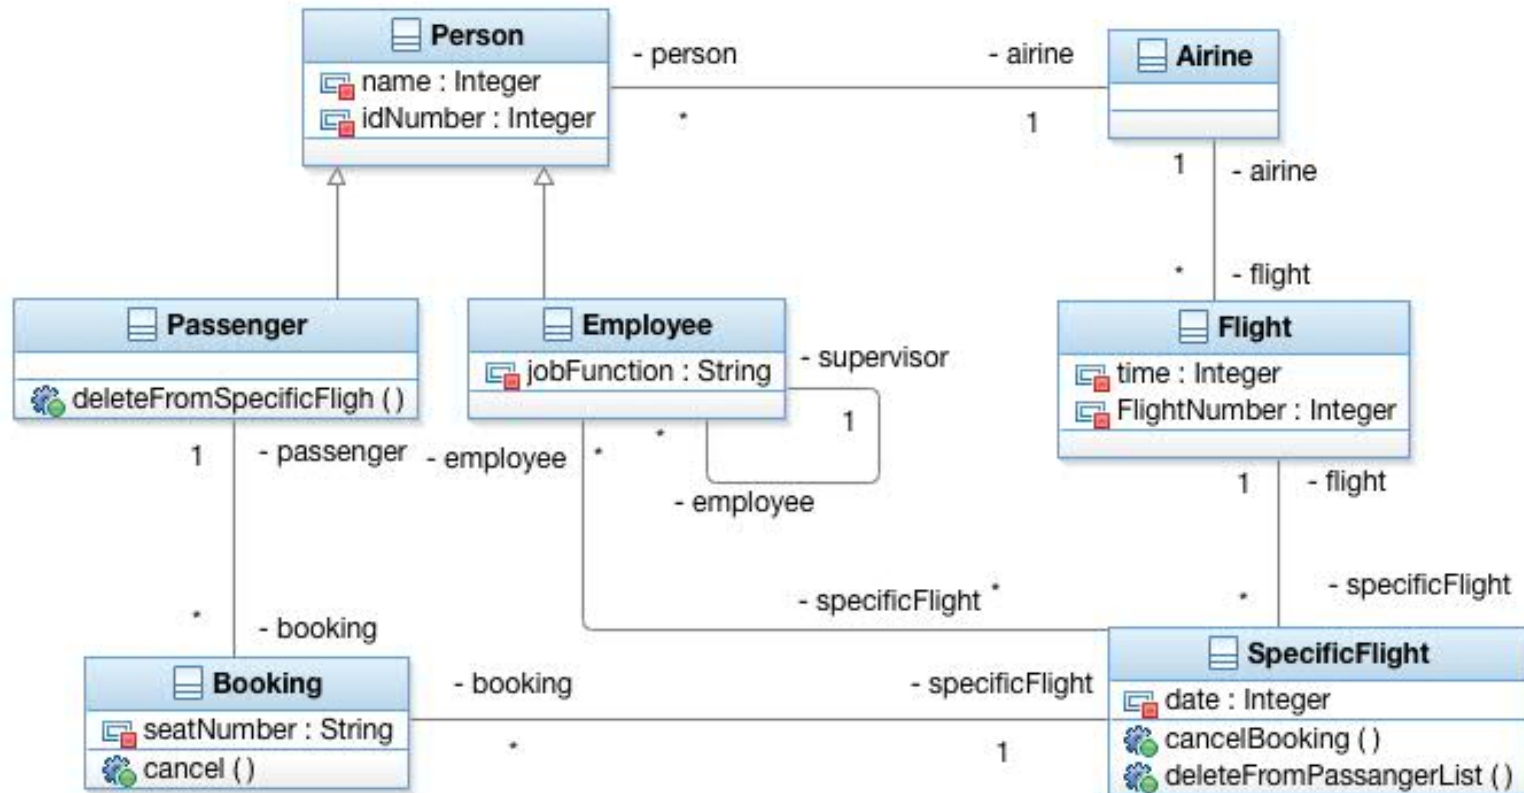 Person
name : Integer
idNumber : Integer
- person
*
- airine
1
Airine
1
- airine
*
- flight
Passenger
deleteFromSpecificFligh ( )
Employee
jobFunction : String
- supervisor
1
*
- employee
Flight
time : Integer
FlightNumber : Integer
1
- passenger
- employee
*
1
- flight
- specificFlight
*
*
- specificFlight
*
- booking
Booking
seatNumber : String
cancel ( )
- booking
*
- specificFlight
1
SpecificFlight
date : Integer
cancelBooking ( )
deleteFromPassangerList ( )